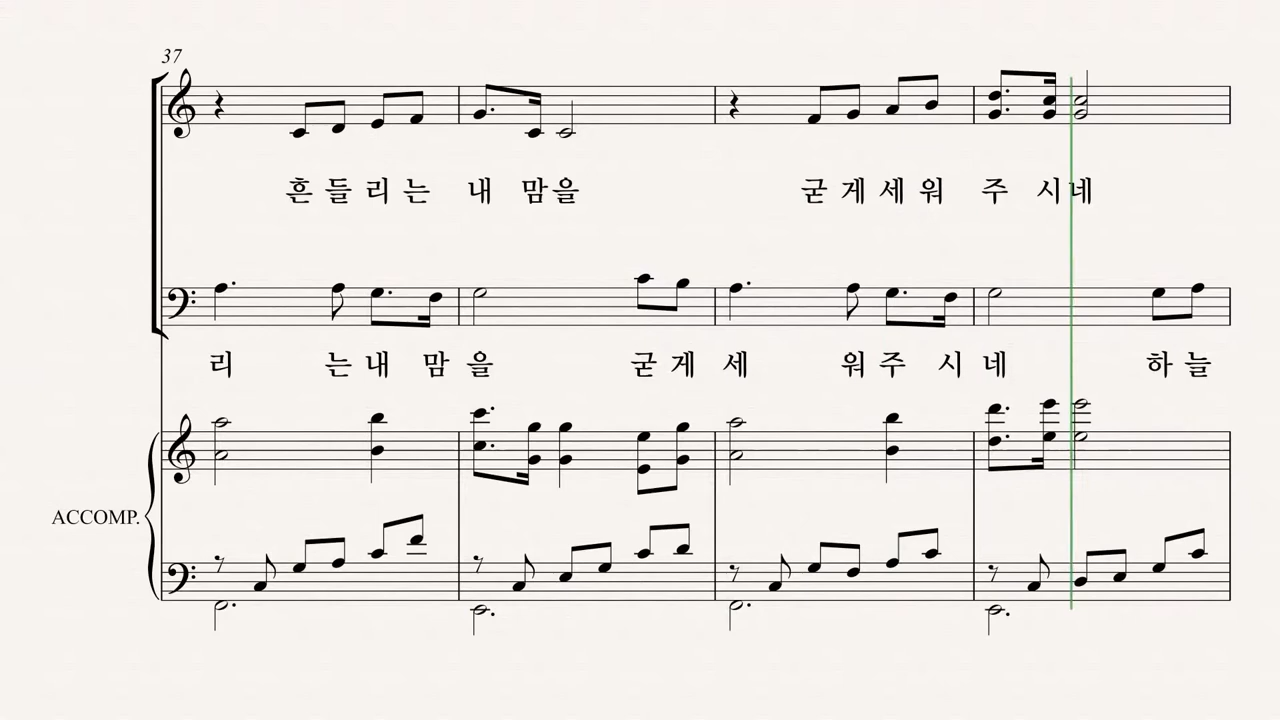 37
흔들리는 내 맘을 굳게세워 주 시네
리 는내 맘 을 굳게 세 워주 시 네 하늘
ACCOMP.